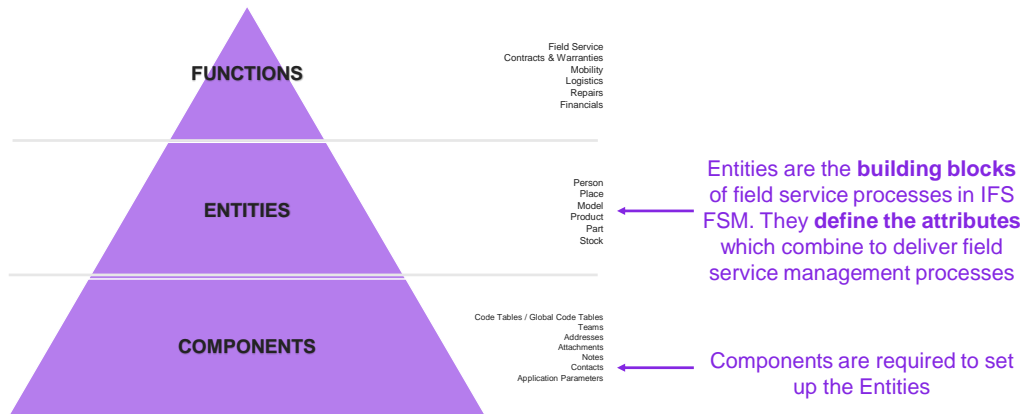 FUNCTIONS
Field Service
Contracts & Warranties
Mobility
Logistics
Repairs
Financials
ENTITIES
Person
Place
Model
Product
Part
Stock
Entities are the building blocks
of field service processes in IFS
FSM. They define the attributes
which combine to deliver field
service management processes
COMPONENTS
Code Tables / Global Code Tables
Teams
Addresses
Attachments
Notes
Contacts
Application Parameters
Components are required to set
up the Entities